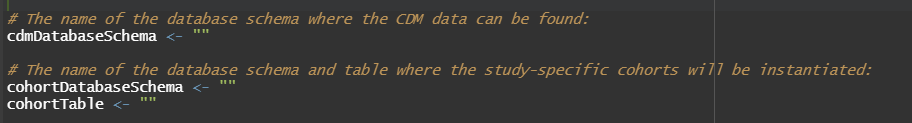 # The name of the database schema where the CDM data can be found:
cdmDatabaseSchema <- ""
# The name of the database schema and table where the study-specific cohorts will be instantiated:
cohortDatabaseSchema <- ""
cohortTable <- ""